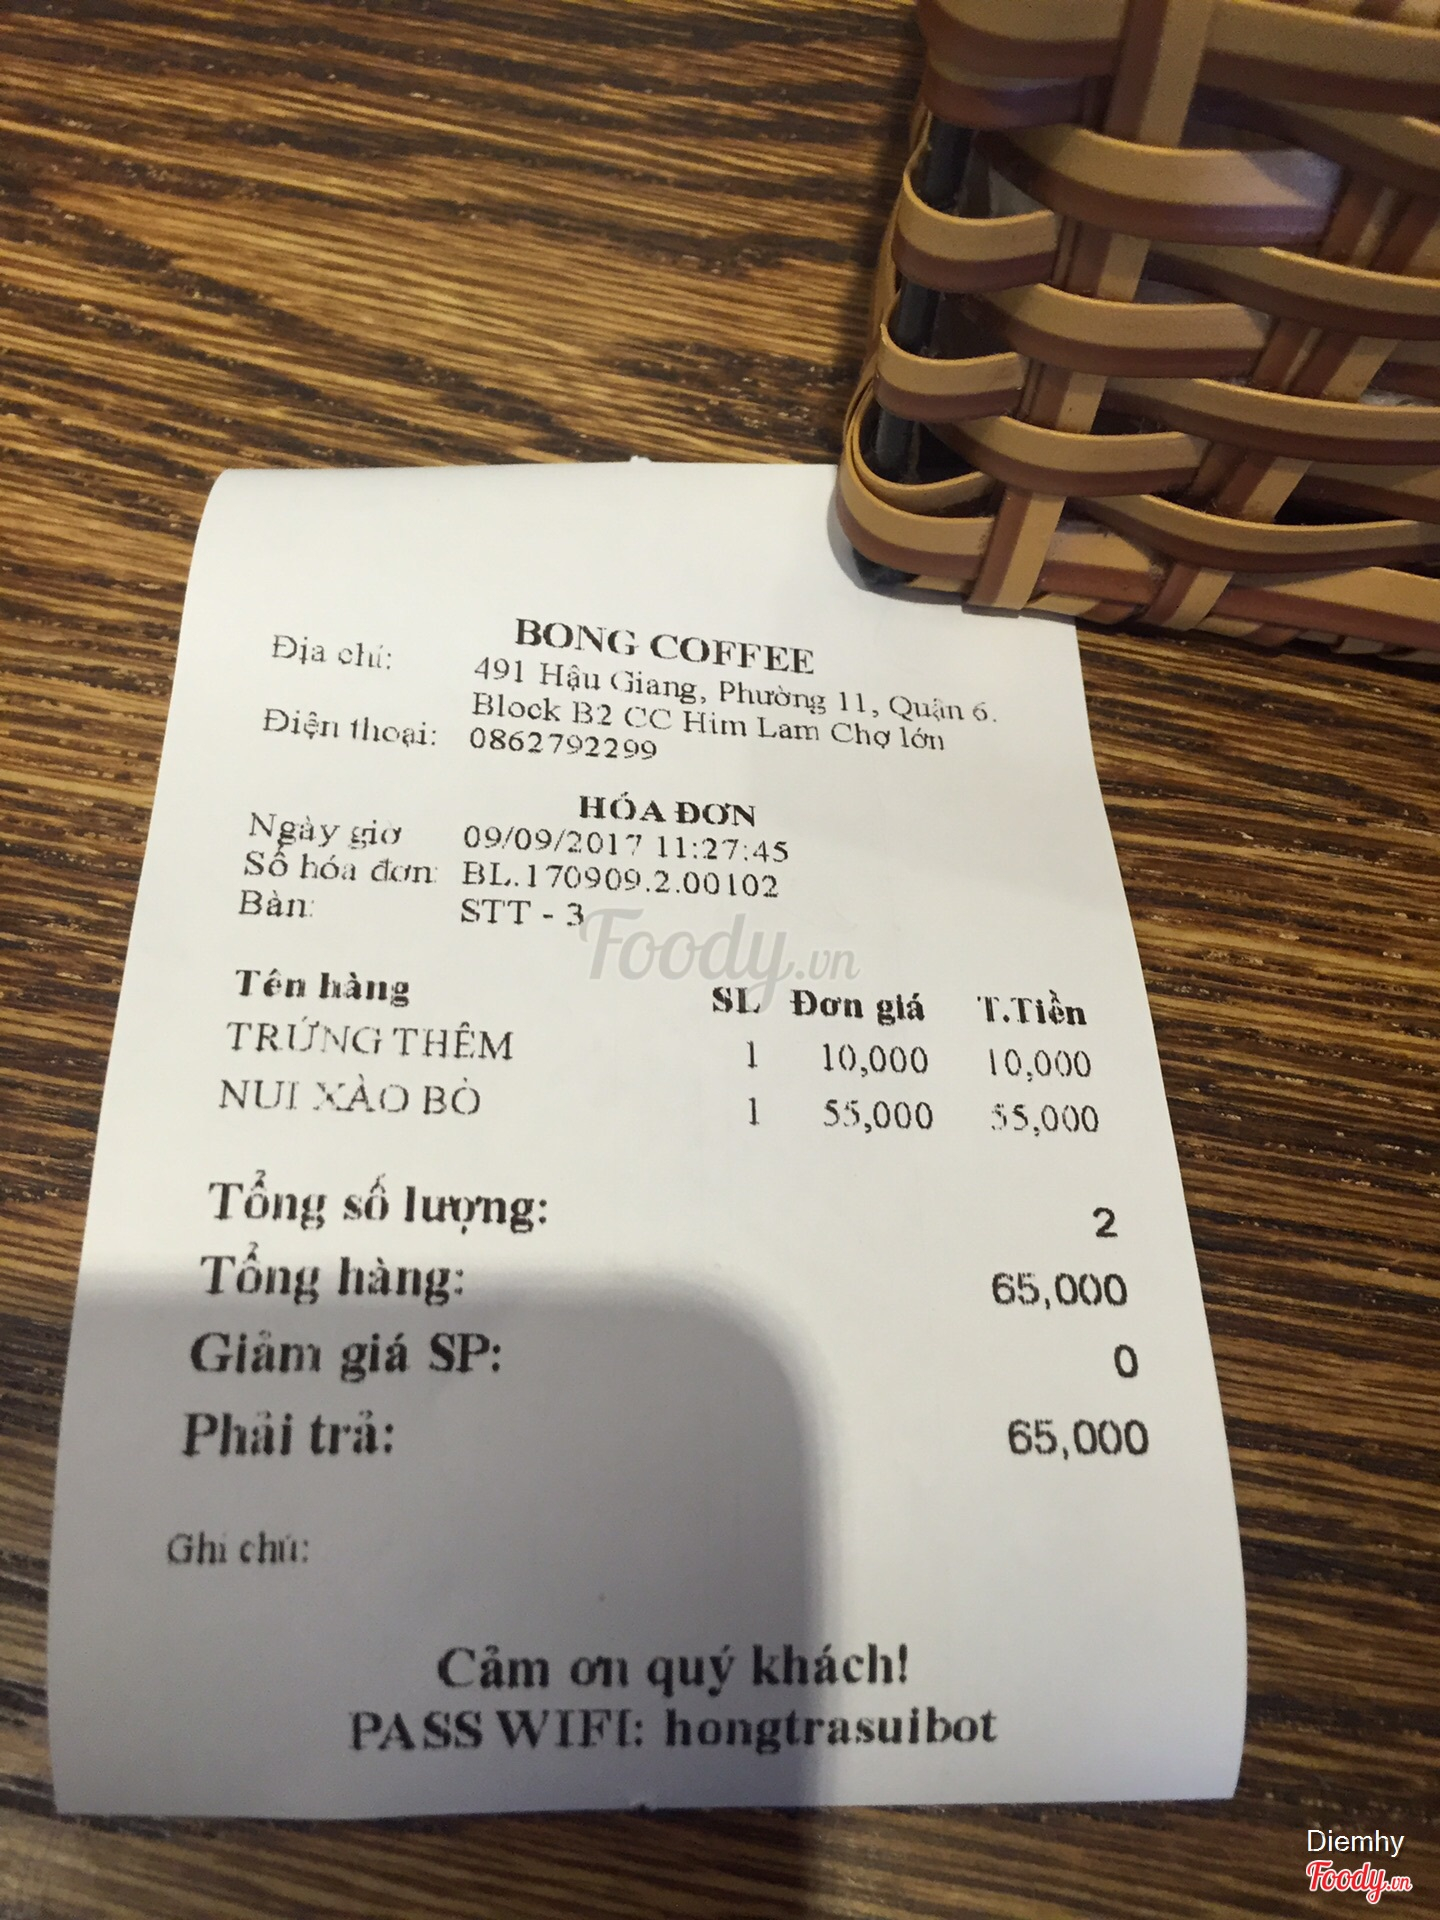 BONG COFFEE
Địa chỉ: 491 Hậu Giang, Phường 11, Quận 6.
Block B2 CC Him Lam Chợ lớn
Điện thoại: 0862792299
HÓA ĐƠN
Ngày giờ 09/09/2017 11:27:45
Số hóa đơn: BL.170909.2.00102
Bàn: STT - 3
Foody.vn
Tên hàng SL Đơn giá T.Tiền
TRỨNG THÊM 1 10,000 10,000
NUI XÀO BÒ 1 55,000 55,000
Tổng số lượng: 2
Tổng hàng: 65,000
Giảm giá SP: 0
Phải trả: 65,000
Ghi chú:
Cảm ơn quý khách!
PASS WIFI: hongtrasuibot
Diemhy
Foody.vn